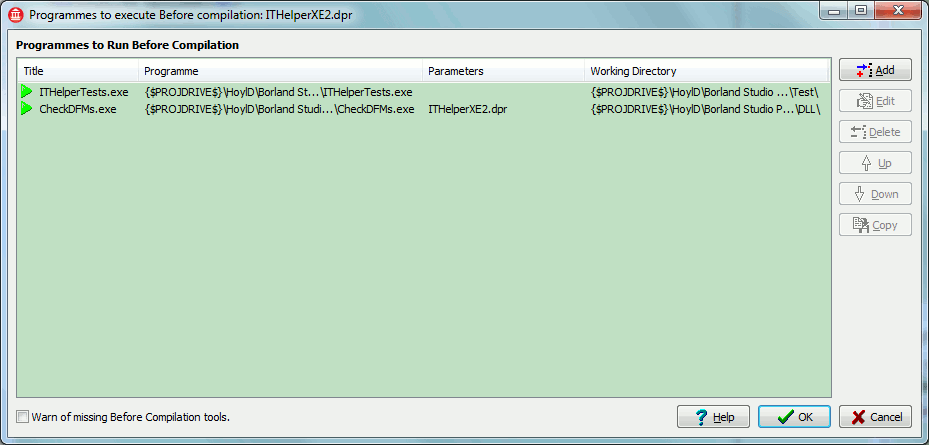 Programmes to execute Before compilation: ITHelperXE2.dpr
Programmes to Run Before Compilation
Title Programme Parameters Working Directory
ITHelperTests.exe {$PROJDRIVE$}\HoylD\Borland St...\ITHelperTests.exe {$PROJDRIVE$}\HoylD\Borland Studio ...\Test\
CheckDFMs.exe {$PROJDRIVE$}\HoylD\Borland Studi...\CheckDFMs.exe ITHelperXE2.dpr {$PROJDRIVE$}\HoylD\Borland Studio P...\DLL\
Add
Edit
Delete
Up
Down
Copy
Warn of missing Before Compilation tools.
Help OK Cancel